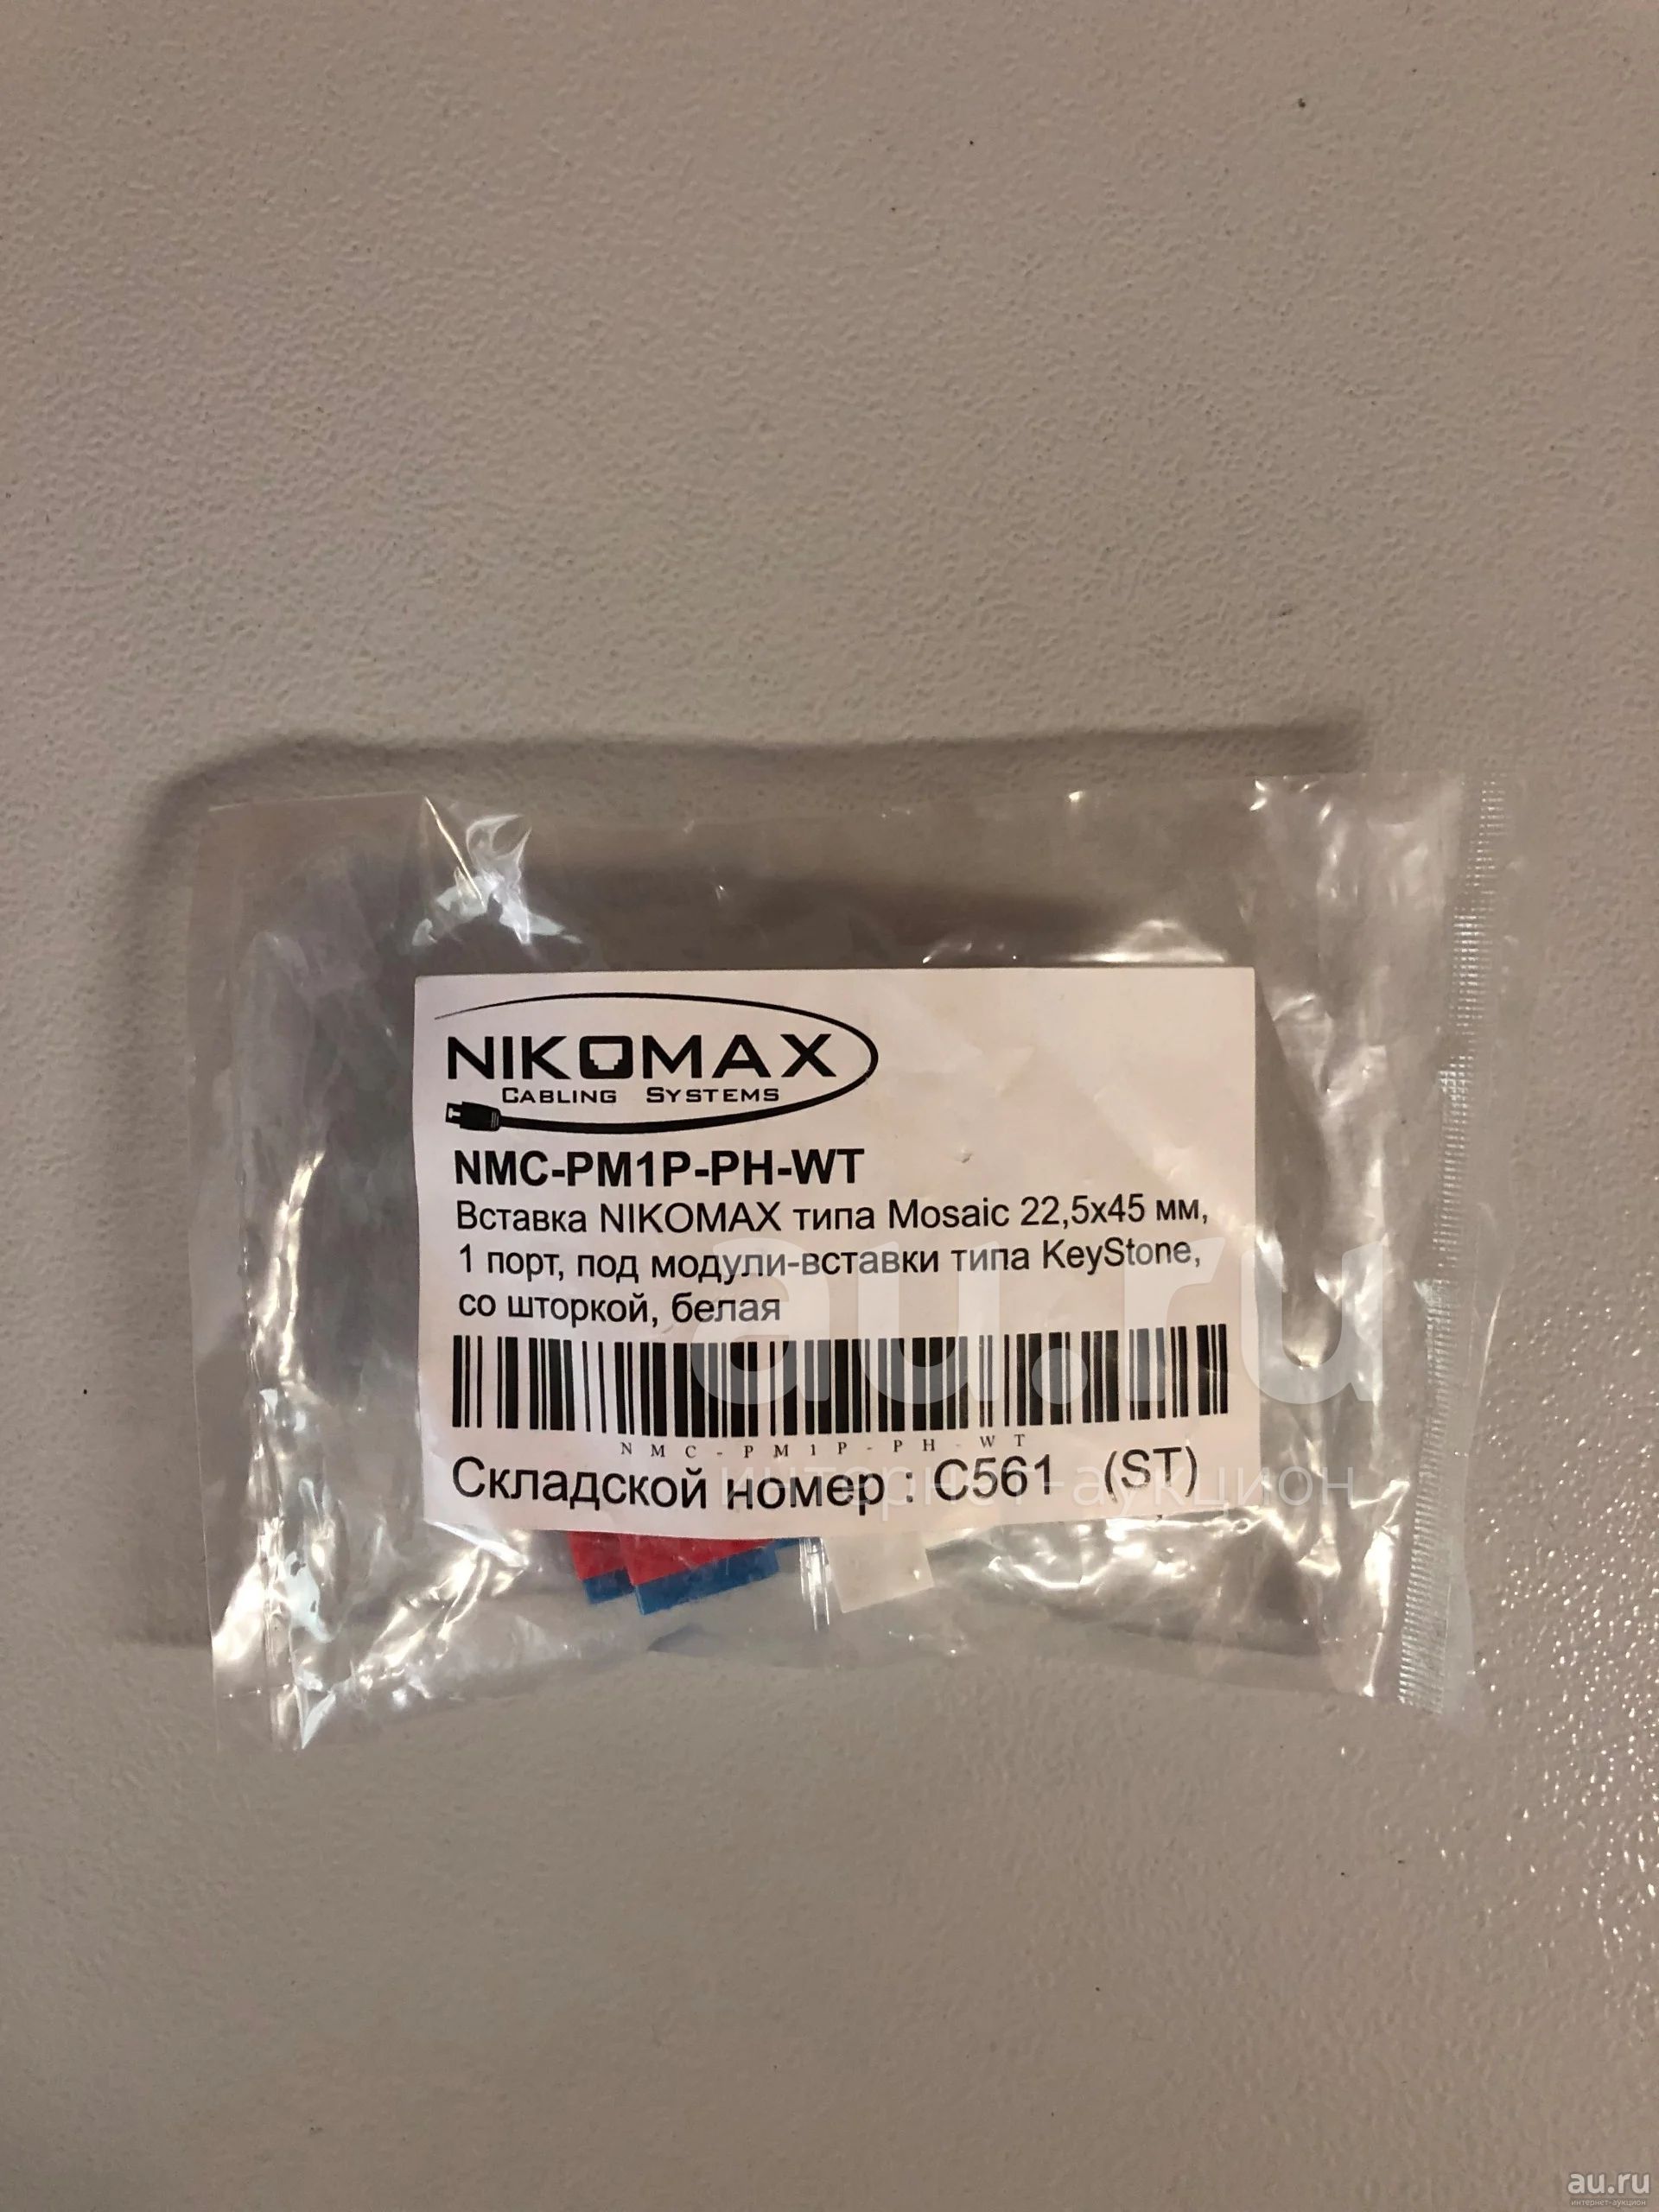 NIKOMAX
CABLING SYSTEMS
NMC-PM1P-PH-WT
Вставка NIKOMAX типа Mosaic 22,5x45 мм,
1 порт, под модули-вставки типа KeyStone,
со шторкой, белая
NMC-PM1P-PH-WT
Складской номер : C561 (ST)
au.ru
интернет-аукцион
au.ru
интернет-аукцион